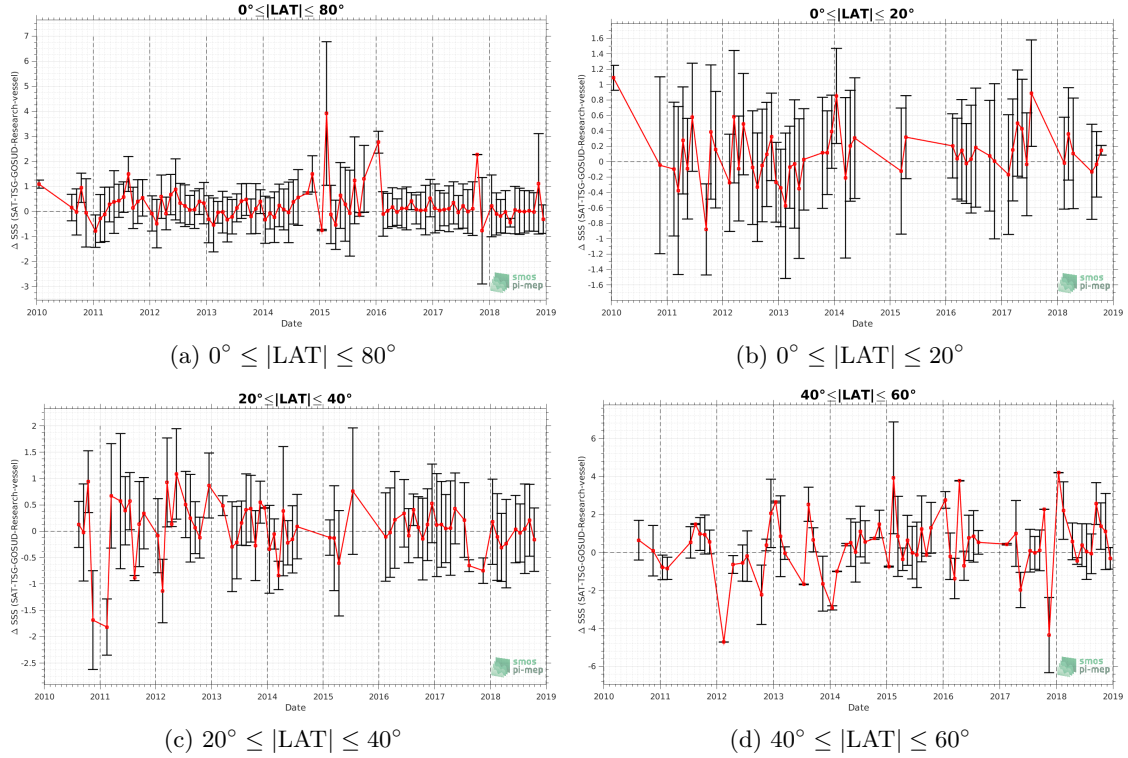 0°≤|LAT|≤ 80°
Δ SSS (SAT-TSG-GOSUD-Research-vessel)
7
6
5
4
3
2
1
0
-1
-2
-3
2010 2011 2012 2013 2014 2015 2016 2017 2018 2019
Date
smos
pi-mep
(a) 0° ≤ |LAT| ≤ 80°
0°≤|LAT|≤ 20°
Δ SSS (SAT-TSG-GOSUD-Research-vessel)
1.6
1.4
1.2
1
0.8
0.6
0.4
0.2
0
-0.2
-0.4
-0.6
-0.8
-1
-1.2
-1.4
-1.6
2010 2011 2012 2013 2014 2015 2016 2017 2018 2019
Date
smos
pi-mep
(b) 0° ≤ |LAT| ≤ 20°
20°≤|LAT|≤ 40°
Δ SSS (SAT-TSG-GOSUD-Research-vessel)
2
1.5
1
0.5
0
-0.5
-1
-1.5
-2
-2.5
2010 2011 2012 2013 2014 2015 2016 2017 2018 2019
Date
smos
pi-mep
(c) 20° ≤ |LAT| ≤ 40°
40°≤|LAT|≤ 60°
Δ SSS (SAT-TSG-GOSUD-Research-vessel)
6
4
2
0
-2
-4
-6
2010 2011 2012 2013 2014 2015 2016 2017 2018 2019
Date
smos
pi-mep
(d) 40° ≤ |LAT| ≤ 60°